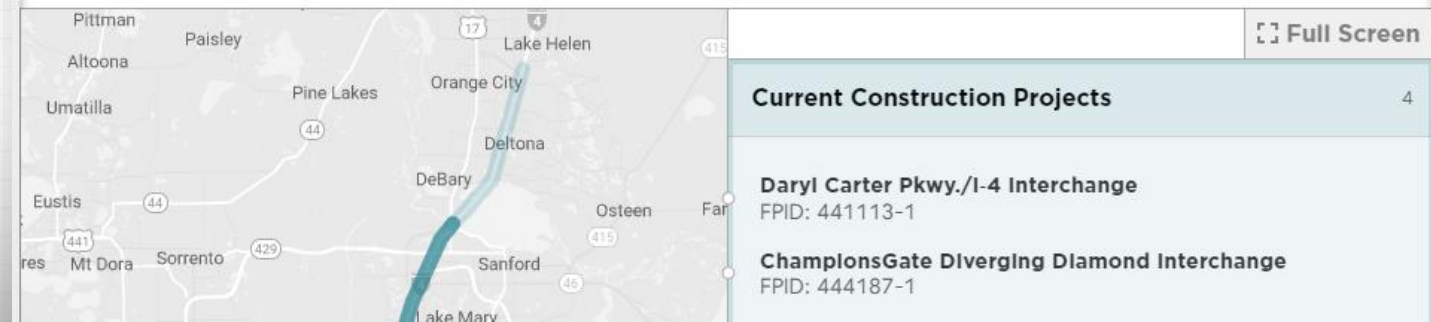 Pittman
17
4
Paisley
Lake Helen
415
Altoona
Orange City
Pine Lakes
Umatilla
44
Deltona
DeBary
Eustis
44
Osteen
Far
441
429
415
res
Mt Dora
Sorrento
Sanford
46
Lake Mary
Full Screen
Current Construction Projects
4
Daryl Carter Pkwy./I-4 Interchange
FPID: 441113-1
ChampionsGate Diverging Diamond Interchange
FPID: 444187-1